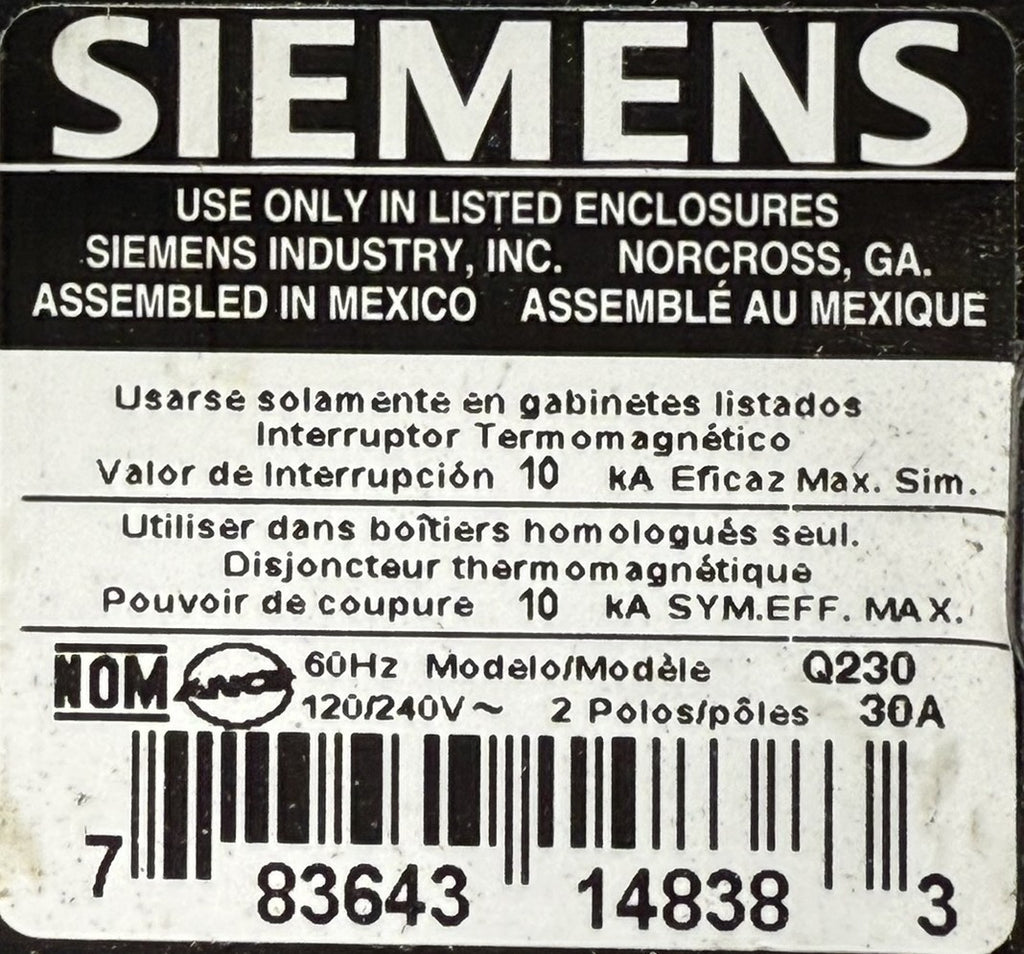 SIEMENS
USE ONLY IN LISTED ENCLOSURES
SIEMENS INDUSTRY, INC. NORCROSS, GA.
ASSEMBLED IN MEXICO ASSEMBLÉ AU MEXIQUE
Usarse solamente en gabinetes listados
Interruptor Termomagnético
Valor de Interrupción 10 kA Eficaz Max. Sim.
Utiliser dans boîtiers homologués seul.
Disjoncteur thermomagnétique
Pouvoir de coupure 10 kA SYM.EFF. MAX.
NOM ANCE 60Hz Modelo/Modèle Q230
120/240V~ 2 Polos/pôles 30A
7 83643 14838 3